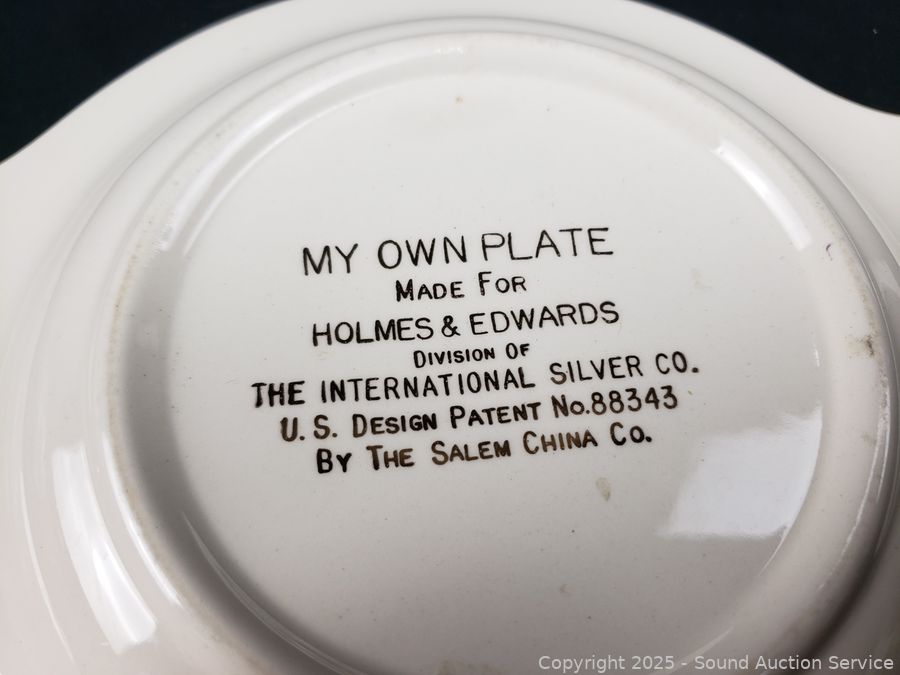 MY OWN PLATE
MADE FOR
HOLMES & EDWARDS
DIVISION OF
THE INTERNATIONAL SILVER CO.
U. S. DESIGN PATENT NO.88343
BY THE SALEM CHINA CO.
Copyright 2025 - Sound Auction Service